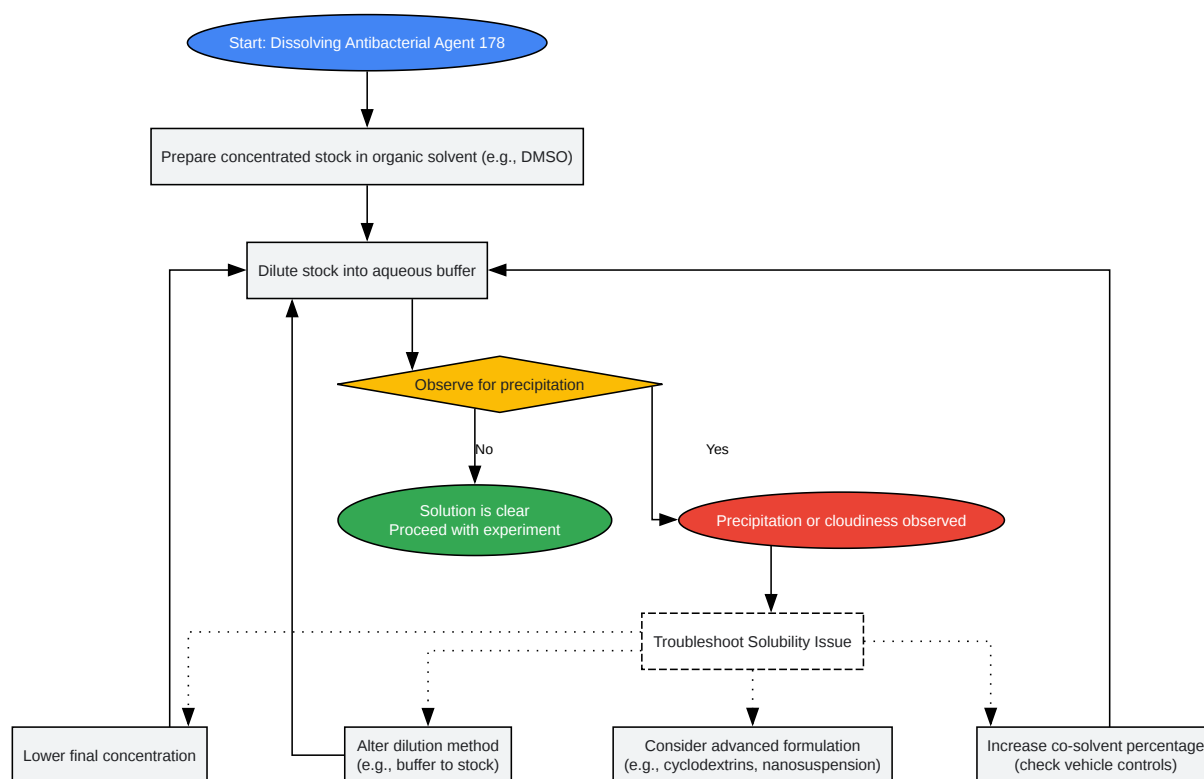 Start: Dissolving Antibacterial Agent 178
Prepare concentrated stock in organic solvent (e.g., DMSO)
Dilute stock into aqueous buffer
Observe for precipitation
No
Yes
Solution is clear
Proceed with experiment
Precipitation or cloudiness observed
Troubleshoot Solubility Issue
Lower final concentration
Alter dilution method
(e.g., buffer to stock)
Consider advanced formulation
(e.g., cyclodextrins, nanosuspension)
Increase co-solvent percentage
(check vehicle controls)